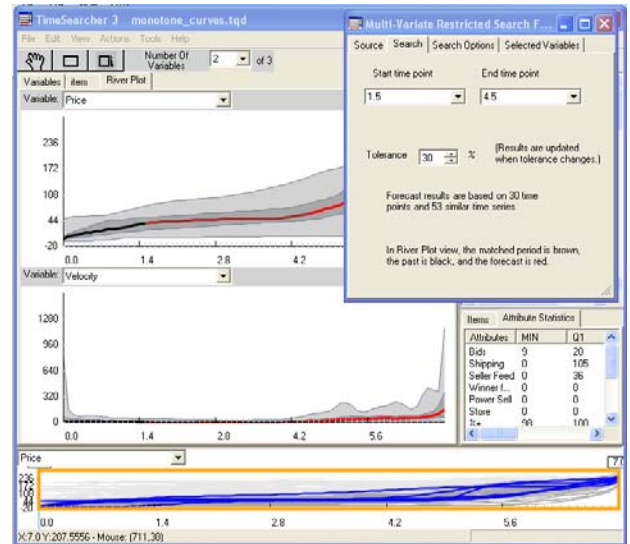 TimeSearcher 3 monotone_curves.tqd
File Edit View Actions Tools Help
Number Of Variables 2 of 3
Variables item River Plot
Variable: Price
236
172
100
44
-20
0.0 1.4 2.8 4.2
Variable: Velocity
1280
960
640
320
0
0.0 1.4 2.8 4.2 5.6
Multi-Variate Restricted Search F...
Source Search Search Options Selected Variables
Start time point End time point
1.5 4.5
Tolerance 30 % (Results are updated
when tolerance changes.)
Forecast results are based on 30 time
points and 53 similar time series.
In River Plot view, the matched period is brown,
the past is black, and the forecast is red.
Items Attribute Statistics
Attributes MIN Q1
Bids 9 20
Shipping 0 105
Seller Feed 0 36
Winner f... 0 0
Power Sell 0 0
Store 0 0
%+ 98 100
Price
236
172
100
0.0 1.4 2.8 4.2 5.6
X:7.0 Y:207.5556 - Mouse: (711,38)